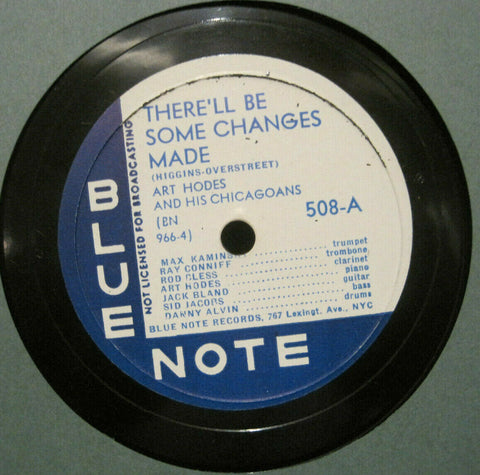 THERE'LL BE
SOME CHANGES
MADE
(HIGGINS-OVERSTREET)
ART HODES
AND HIS CHICAGOANS
(BN
966-4)
508-A
MAX KAMINSKY ........ trumpet
RAY CONNIFF ........ trombone
ROD CLESS ........ clarinet
ART HODES ........ piano
JACK BLAND ........ guitar
SID JACOBS ........ bass
DANNY ALVIN ........ drums
BLUE NOTE RECORDS, 767 Lexingt. Ave., NYC
NOT LICENSED FOR BROADCASTING
BLUE
NOTE